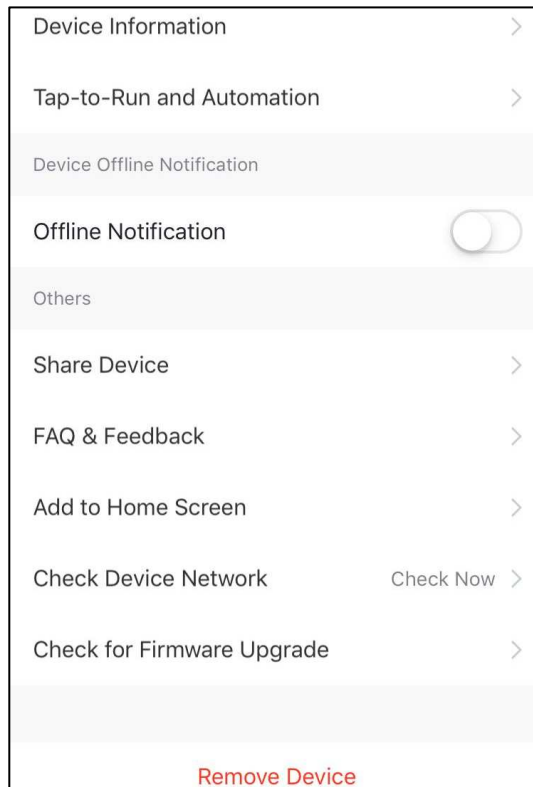 Device Information
Tap-to-Run and Automation
Device Offline Notification
Offline Notification
Others
Share Device
FAQ & Feedback
Add to Home Screen
Check Device Network Check Now
Check for Firmware Upgrade
Remove Device